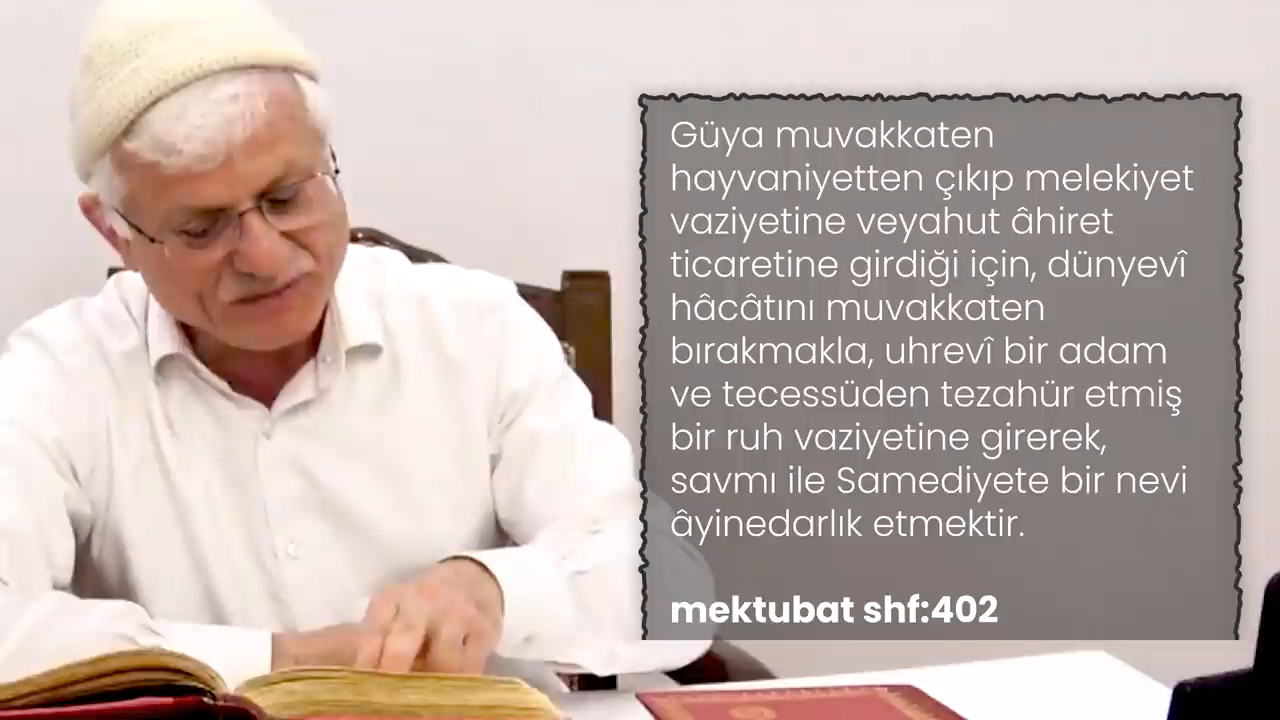 Güya muvakkaten
hayvaniyetten çıkıp melekiyet
vaziyetine veyahut âhiret
ticaretine girdiği için, dünyevî
hâcâtını muvakkaten
bırakmakla, uhrevî bir adam
ve tecessüden tezahür etmiş
bir ruh vaziyetine girerek,
savmı ile Samediyete bir nevi
âyinedarlık etmektir.
mektubat shf:402